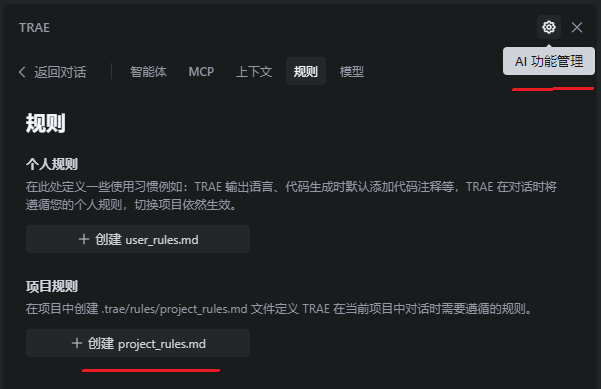 TRAE
AI 功能管理
返回对话 智能体 MCP 上下文 规则 模型
规则
个人规则
在此处定义一些使用习惯例如：TRAE 输出语言、代码生成时默认添加代码注释等，TRAE 在对话时将
遵循您的个人规则，切换项目依然生效。
+ 创建 user_rules.md
项目规则
在项目中创建 .trae/rules/project_rules.md 文件定义 TRAE 在当前项目中对话时需要遵循的规则。
+ 创建 project_rules.md